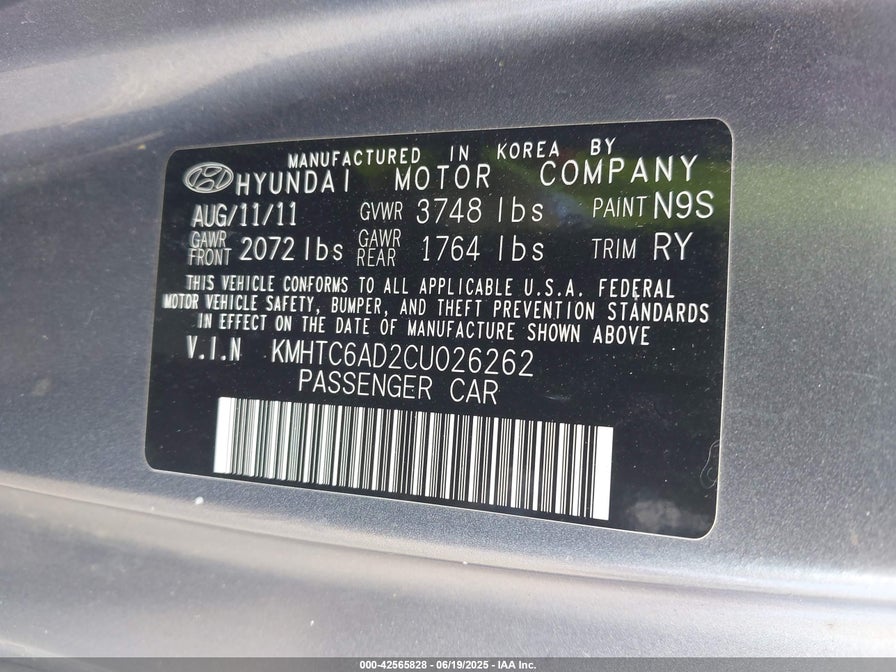 MANUFACTURED IN KOREA BY
HYUNDAI MOTOR COMPANY
AUG/11/11 GVWR 3748 lbs PAINT N9S
GAWR FRONT 2072 lbs GAWR REAR 1764 lbs TRIM RY
THIS VEHICLE CONFORMS TO ALL APPLICABLE U.S.A. FEDERAL
MOTOR VEHICLE SAFETY, BUMPER, AND THEFT PREVENTION STANDARDS
IN EFFECT ON THE DATE OF MANUFACTURE SHOWN ABOVE
V.I.N KMHTC6AD2CU026262
PASSENGER CAR
000-42565828 - 06/19/2025 - IAA Inc.